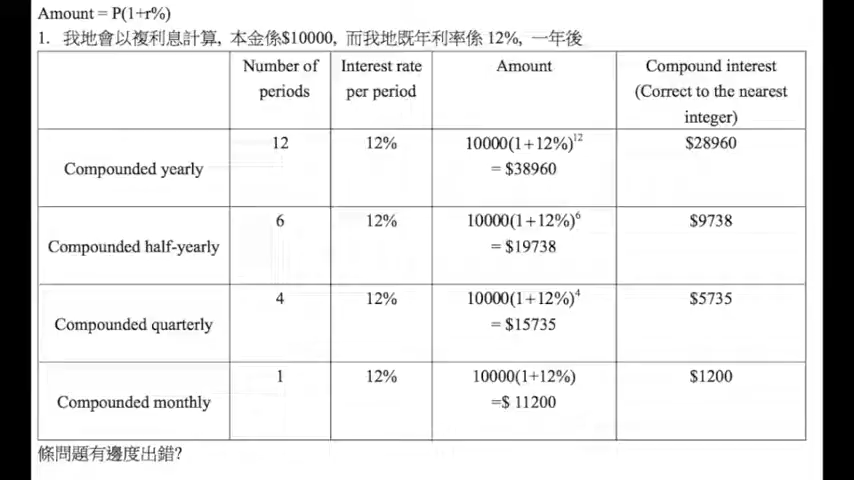 Amount = P(1+r%)
1. 我地會以複利息計算, 本金係$10000, 而我地既年利率係 12%, 一年後
Number of periods
Interest rate per period
Amount
Compound interest (Correct to the nearest integer)
Compounded yearly
12
12%
10000(1+12%)¹²
= $38960
$28960
Compounded half-yearly
6
12%
10000(1+12%)⁶
= $19738
$9738
Compounded quarterly
4
12%
10000(1+12%)⁴
= $15735
$5735
Compounded monthly
1
12%
10000(1+12%)
=$ 11200
$1200
條問題有邊度出錯?